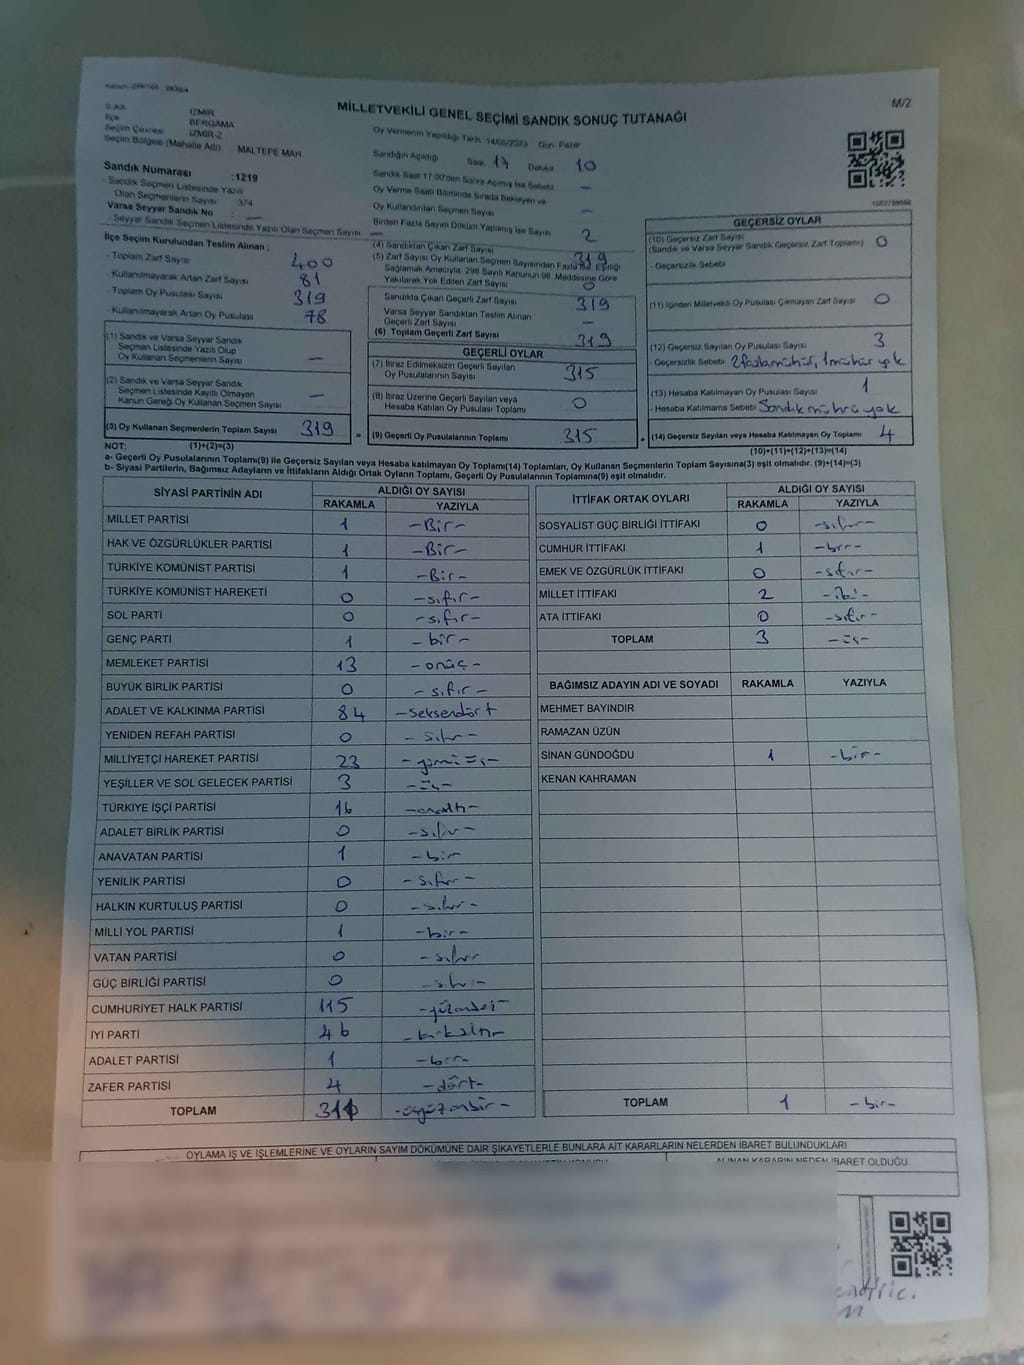 MİLLETVEKİLİ GENEL SEÇİMİ SANDIK SONUÇ TUTANAĞI
M/2
İZMİR
İlçe BERGAMA
Seçim Çevresi İZMİR-2
Seçim Bölgesi (Mahalle Adı) : MALTEPE MAH.
Sandık Numarası :1219
- Sandık Seçmen Listesinde Yazılı
Olan Seçmenlerin Sayısı : 374
Varsa Seyyar Sandık No : —
- Seyyar Sandık Seçmen Listesinde Yazılı Olan Seçmen Sayısı —
Oy Vermenin Yapıldığı Tarih 14/05/2023 Gün: Pazar
Sandığın Açıldığı Saat 17 Dakika 10
Sandık Saat 17:00'den Sonra Açılmış İse Sebebi —
Oy Verme Saati Bitiminde Sırada Bekleyen ve
Oy Kullandırılan Seçmen Sayısı —
Birden Fazla Sayım Döküm Yapılmış İse Sayısı 2
İlçe Seçim Kurulundan Teslim Alınan :
- Toplam Zarf Sayısı 400
- Kullanılmayarak Artan Zarf Sayısı 81
- Toplam Oy Pusulası Sayısı 319
- Kullanılmayarak Artan Oy Pusulası 78
(1) Sandık ve Varsa Seyyar Sandık
Seçmen Listesinde Yazılı Olup
Oy Kullanan Seçmenlerin Sayısı —
(2) Sandık ve Varsa Seyyar Sandık
Seçmen Listesinde Kayıtlı Olmayan
Kanun Gereği Oy Kullanan Seçmen Sayısı —
(3) Oy Kullanan Seçmenlerin Toplam Sayısı 319
(4) Sandıktan Çıkan Zarf Sayısı 319
(5) Zarf Sayısı Oy Kullanan Seçmen Sayısından Fazla İse, Eşitliği
Sağlamak Amacıyla, 298 Sayılı Kanunun 98. Maddesine Göre
Yakılarak Yok Edilen Zarf Sayısı 0
Sandıkta Çıkan Geçerli Zarf Sayısı 319
Varsa Seyyar Sandıktan Teslim Alınan
Geçerli Zarf Sayısı —
(6) Toplam Geçerli Zarf Sayısı 319
GEÇERLİ OYLAR
(7) İtiraz Edilmeksizin Geçerli Sayılan
Oy Pusulalarının Sayısı 315
(8) İtiraz Üzerine Geçerli Sayılan veya
Hesaba Katılan Oy Pusulası Toplamı 0
= (9) Geçerli Oy Pusulalarının Toplamı 315 +
GEÇERSİZ OYLAR
(10) Geçersiz Zarf Sayısı
(Sandık ve Varsa Seyyar Sandık Geçersiz Zarf Toplamı) 0
- Geçersizlik Sebebi
(11) İçinden Milletvekili Oy Pusulası Çıkmayan Zarf Sayısı 0
(12) Geçersiz Sayılan Oy Pusulası Sayısı 3
- Geçersizlik Sebebi 2 fazla mühür, 1 mühür yok
(13) Hesaba Katılmayan Oy Pusulası Sayısı 1
- Hesaba Katılmama Sebebi Sandık mührü yok
(14) Geçersiz Sayılan veya Hesaba Katılmayan Oy Toplamı 4
NOT: (1)+(2)=(3) (10)+(11)+(12)+(13)=(14)
a- Geçerli Oy Pusulalarının Toplamı(9) ile Geçersiz Sayılan veya Hesaba katılmayan Oy Toplamı(14) Toplamları, Oy Kullanan Seçmenlerin Toplam Sayısına(3) eşit olmalıdır. (9)+(14)=(3)
b- Siyasi Partilerin, Bağımsız Adayların ve İttifakların Aldığı Ortak Oyların Toplamı, Geçerli Oy Pusulalarının Toplamına(9) eşit olmalıdır.
SİYASİ PARTİNİN ADI ALDIĞI OY SAYISI
RAKAMLA YAZIYLA
MİLLET PARTİSİ 1 -Bir-
HAK VE ÖZGÜRLÜKLER PARTİSİ 1 -Bir-
TÜRKİYE KOMÜNİST PARTİSİ 1 -Bir-
TÜRKİYE KOMÜNİST HAREKETİ 0 -sıfır-
SOL PARTİ 0 -sıfır-
GENÇ PARTİ 1 -bir-
MEMLEKET PARTİSİ 13 -onüç-
BÜYÜK BİRLİK PARTİSİ 0 -sıfır-
ADALET VE KALKINMA PARTİSİ 84 -seksendört
YENİDEN REFAH PARTİSİ 0 -sıfır-
MİLLİYETÇİ HAREKET PARTİSİ 23 -yirmi üç-
YEŞİLLER VE SOL GELECEK PARTİSİ 3 -üç-
TÜRKİYE İŞÇİ PARTİSİ 16 -onaltı-
ADALET BİRLİK PARTİSİ 0 -sıfır-
ANAVATAN PARTİSİ 1 -bir-
YENİLİK PARTİSİ 0 -sıfır-
HALKIN KURTULUŞ PARTİSİ 0 -sıfır-
MİLLİ YOL PARTİSİ 1 -bir-
VATAN PARTİSİ 0 -sıfır
GÜÇ BİRLİĞİ PARTİSİ 0 -sıfır-
CUMHURİYET HALK PARTİSİ 115 -yüzonbeş-
İYİ PARTİ 46 -kırkaltı-
ADALET PARTİSİ 1 -bir-
ZAFER PARTİSİ 4 -dört-
TOPLAM 311 -üçyüzonbir-
İTTİFAK ORTAK OYLARI ALDIĞI OY SAYISI
RAKAMLA YAZIYLA
SOSYALİST GÜÇ BİRLİĞİ İTTİFAKI 0 -sıfır-
CUMHUR İTTİFAKI 1 -bir-
EMEK VE ÖZGÜRLÜK İTTİFAKI 0 -sıfır-
MİLLET İTTİFAKI 2 -iki-
ATA İTTİFAKI 0 -sıfır-
TOPLAM 3 -üç-
BAĞIMSIZ ADAYIN ADI VE SOYADI RAKAMLA YAZIYLA
MEHMET BAYINDIR
RAMAZAN ÜZÜN
SİNAN GÜNDOĞDU 1 -bir-
KENAN KAHRAMAN
TOPLAM 1 -bir-
OYLAMA İŞ VE İŞLEMLERİNE VE OYLARIN SAYIM DÖKÜMÜNE DAİR ŞİKAYETLERLE BUNLARA AİT KARARLARIN NELERDEN İBARET BULUNDUKLARI
ALINAN KARARIN NEDEN İBARET OLDUĞU